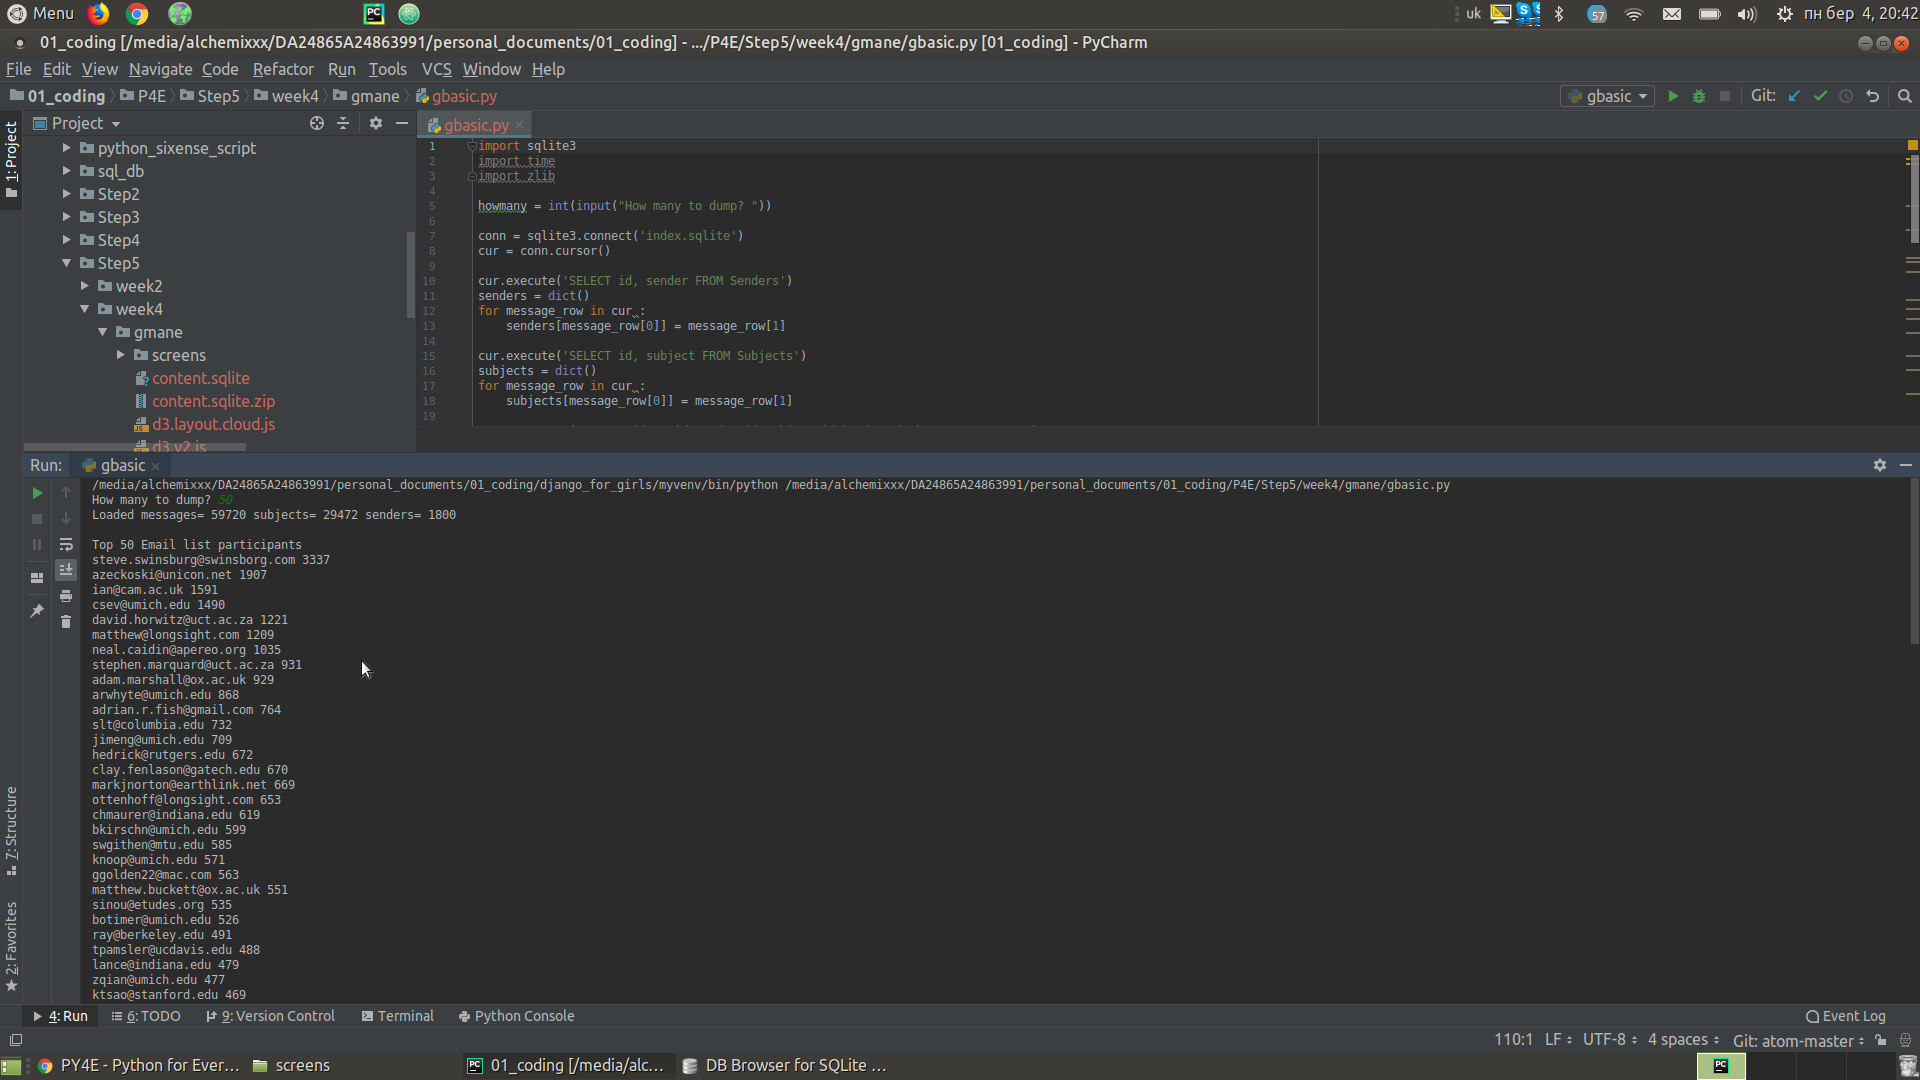 Menu
uk
57
пн бер 4, 20:42
01_coding [/media/alchemixxx/DA24865A24863991/personal_documents/01_coding] - .../P4E/Step5/week4/gmane/gbasic.py [01_coding] - PyCharm
File Edit View Navigate Code Refactor Run Tools VCS Window Help
01_coding P4E Step5 week4 gmane gbasic.py
gbasic
Git:
1: Project
Project
python_sixense_script
sql_db
Step2
Step3
Step4
Step5
week2
week4
gmane
screens
content.sqlite
content.sqlite.zip
d3.layout.cloud.js
d3.v2.js
gbasic.py
1 import sqlite3
2 import time
3 import zlib
4
5 howmany = int(input("How many to dump? "))
6
7 conn = sqlite3.connect('index.sqlite')
8 cur = conn.cursor()
9
10 cur.execute('SELECT id, sender FROM Senders')
11 senders = dict()
12 for message_row in cur :
13 senders[message_row[0]] = message_row[1]
14
15 cur.execute('SELECT id, subject FROM Subjects')
16 subjects = dict()
17 for message_row in cur :
18 subjects[message_row[0]] = message_row[1]
19
Run: gbasic
/media/alchemixxx/DA24865A24863991/personal_documents/01_coding/django_for_girls/myvenv/bin/python /media/alchemixxx/DA24865A24863991/personal_documents/01_coding/P4E/Step5/week4/gmane/gbasic.py
How many to dump? 50
Loaded messages= 59720 subjects= 29472 senders= 1800
Top 50 Email list participants
steve.swinsburg@swinsborg.com 3337
azeckoski@unicon.net 1907
ian@cam.ac.uk 1591
csev@umich.edu 1490
david.horwitz@uct.ac.za 1221
matthew@longsight.com 1209
neal.caidin@apereo.org 1035
stephen.marquard@uct.ac.za 931
adam.marshall@ox.ac.uk 929
arwhyte@umich.edu 868
adrian.r.fish@gmail.com 764
slt@columbia.edu 732
jimeng@umich.edu 709
hedrick@rutgers.edu 672
clay.fenlason@gatech.edu 670
markjnorton@earthlink.net 669
ottenhoff@longsight.com 653
chmaurer@indiana.edu 619
bkirschn@umich.edu 599
swgithen@mtu.edu 585
knoop@umich.edu 571
ggolden22@mac.com 563
matthew.buckett@ox.ac.uk 551
sinou@etudes.org 535
botimer@umich.edu 526
ray@berkeley.edu 491
tpamsler@ucdavis.edu 488
lance@indiana.edu 479
zqian@umich.edu 477
ktsao@stanford.edu 469
7: Structure
2: Favorites
4: Run 6: TODO 9: Version Control Terminal Python Console
Event Log
110:1 LF UTF-8 4 spaces Git: atom-master
PY4E - Python for Ever... screens 01_coding [/media/alc... DB Browser for SQLite ...